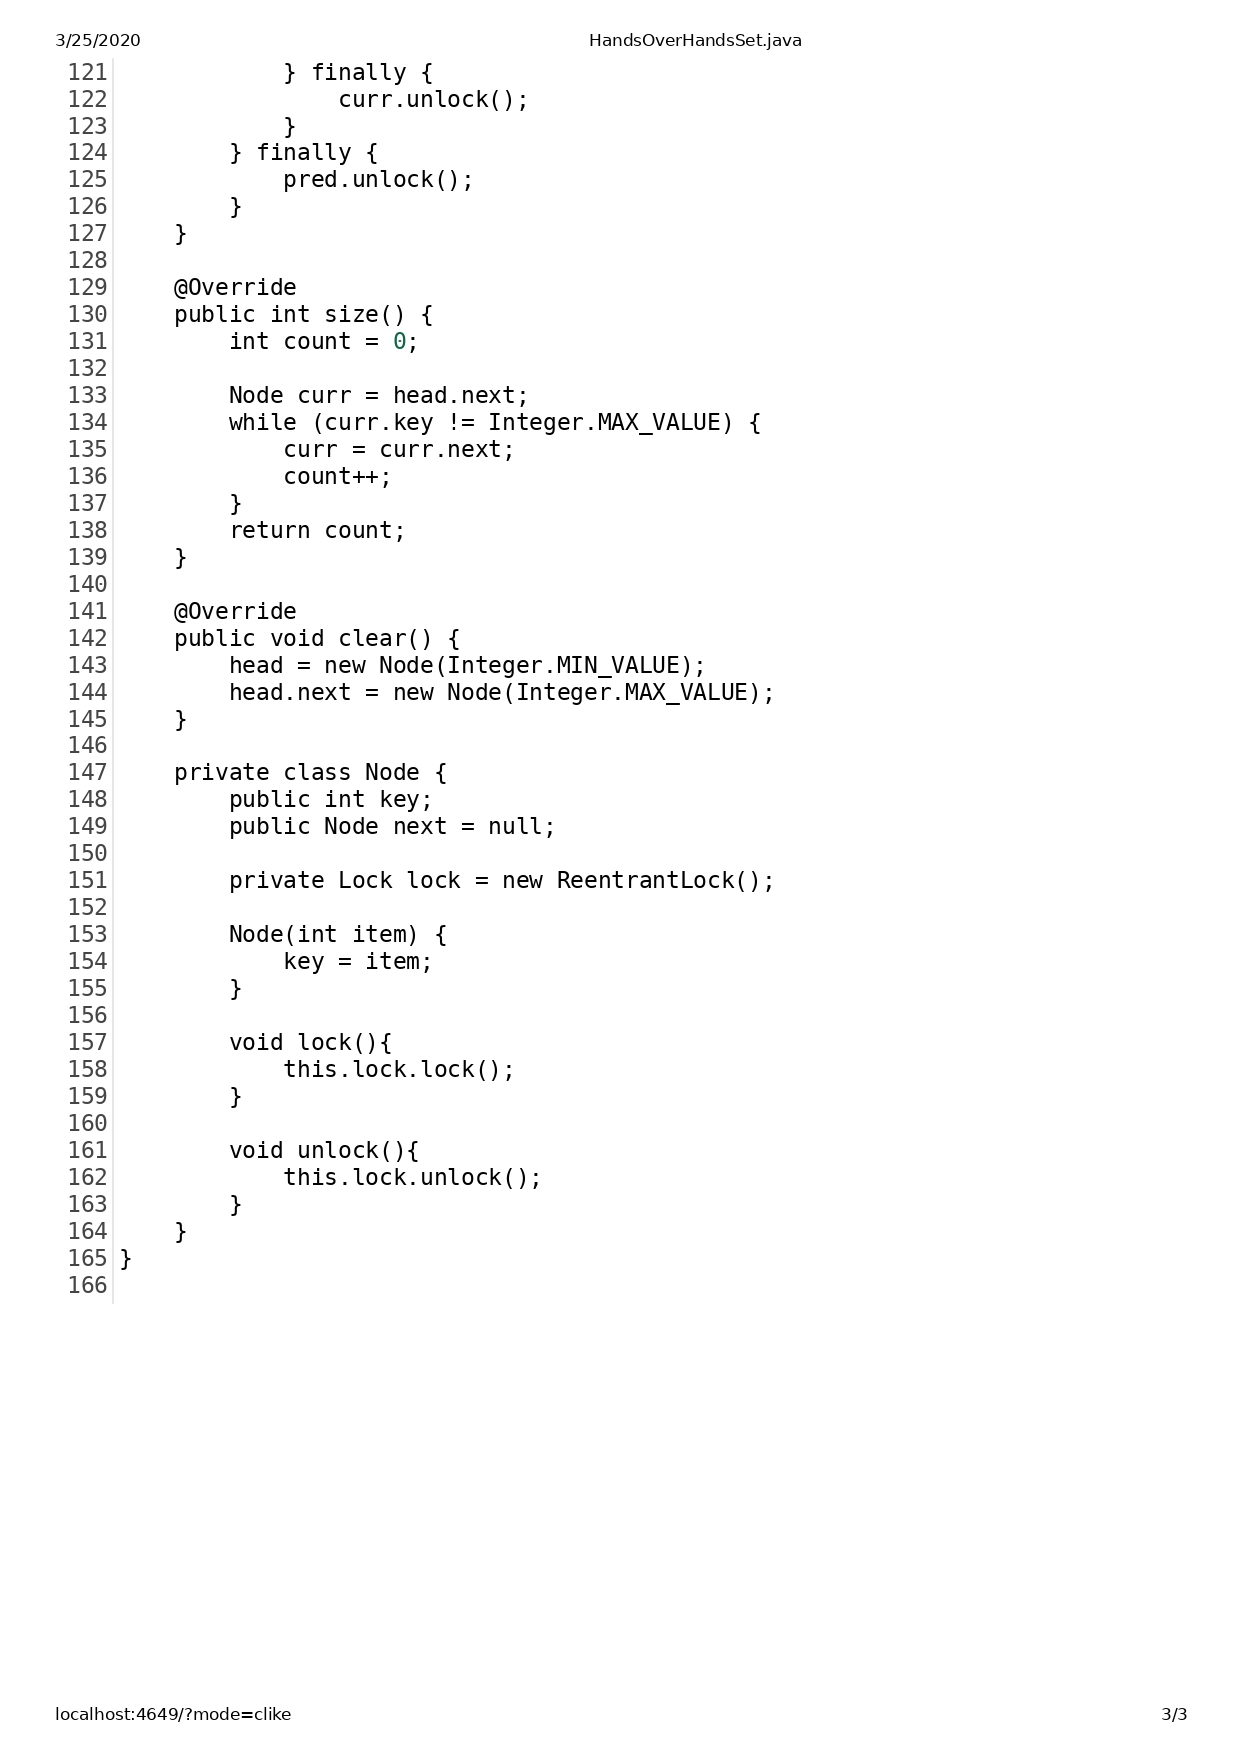 3/25/2020 HandsOverHandsSet.java
121             } finally {
122                 curr.unlock();
123             }
124         } finally {
125             pred.unlock();
126         }
127     }
128
129     @Override
130     public int size() {
131         int count = 0;
132
133         Node curr = head.next;
134         while (curr.key != Integer.MAX_VALUE) {
135             curr = curr.next;
136             count++;
137         }
138         return count;
139     }
140
141     @Override
142     public void clear() {
143         head = new Node(Integer.MIN_VALUE);
144         head.next = new Node(Integer.MAX_VALUE);
145     }
146
147     private class Node {
148         public int key;
149         public Node next = null;
150
151         private Lock lock = new ReentrantLock();
152
153         Node(int item) {
154             key = item;
155         }
156
157         void lock(){
158             this.lock.lock();
159         }
160
161         void unlock(){
162             this.lock.unlock();
163         }
164     }
165 }
166
localhost:4649/?mode=clike 3/3